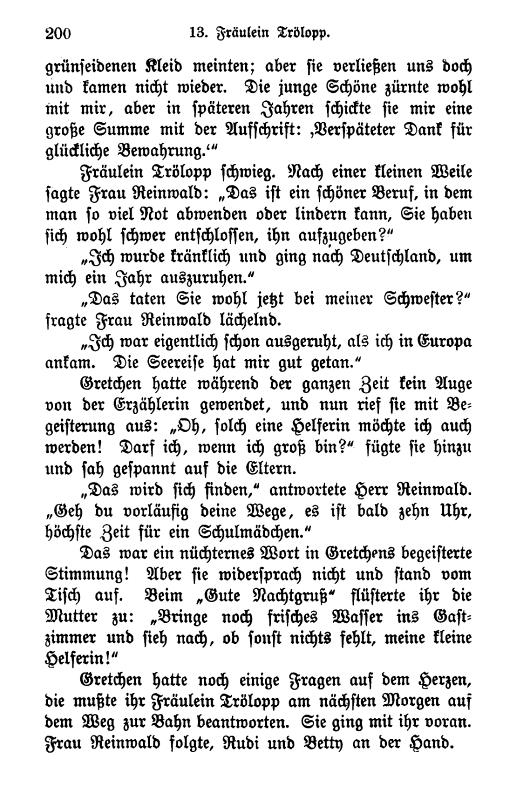 200 13. Fräulein Trölopp.
grünseidenen Kleid meinten; aber sie verließen uns doch
und kamen nicht wieder. Die junge Schöne zürnte wohl
mit mir, aber in späteren Jahren schickte sie mir eine
große Summe mit der Aufschrift: ‚Verspäteter Dank für
glückliche Bewahrung.‘“
Fräulein Trölopp schwieg. Nach einer kleinen Weile
sagte Frau Reinwald: „Das ist ein schöner Beruf, in dem
man so viel Not abwenden oder lindern kann, Sie haben
sich wohl schwer entschlossen, ihn aufzugeben?“
„Ich wurde kränklich und ging nach Deutschland, um
mich ein Jahr auszuruhen.“
„Das taten Sie wohl jetzt bei meiner Schwester?“
fragte Frau Reinwald lächelnd.
„Ich war eigentlich schon ausgeruht, als ich in Europa
ankam. Die Seereise hat mir gut getan.“
Gretchen hatte während der ganzen Zeit kein Auge
von der Erzählerin gewendet, und nun rief sie mit Be-
geisterung aus: „Oh, solch eine Helferin möchte ich auch
werden! Darf ich, wenn ich groß bin?“ fügte sie hinzu
und sah gespannt auf die Eltern.
„Das wird sich finden,“ antwortete Herr Reinwald.
„Geh du vorläufig deine Wege, es ist bald zehn Uhr,
höchste Zeit für ein Schulmädchen.“
Das war ein nüchternes Wort in Gretchens begeisterte
Stimmung! Aber sie widersprach nicht und stand vom
Tisch auf. Beim „Gute Nachtgruß“ flüsterte ihr die
Mutter zu: „Bringe noch frisches Wasser ins Gast-
zimmer und sieh nach, ob sonst nichts fehlt, meine kleine
Helferin!“
Gretchen hatte noch einige Fragen auf dem Herzen,
die mußte ihr Fräulein Trölopp am nächsten Morgen auf
dem Weg zur Bahn beantworten. Sie ging mit ihr voran.
Frau Reinwald folgte, Rudi und Betty an der Hand.